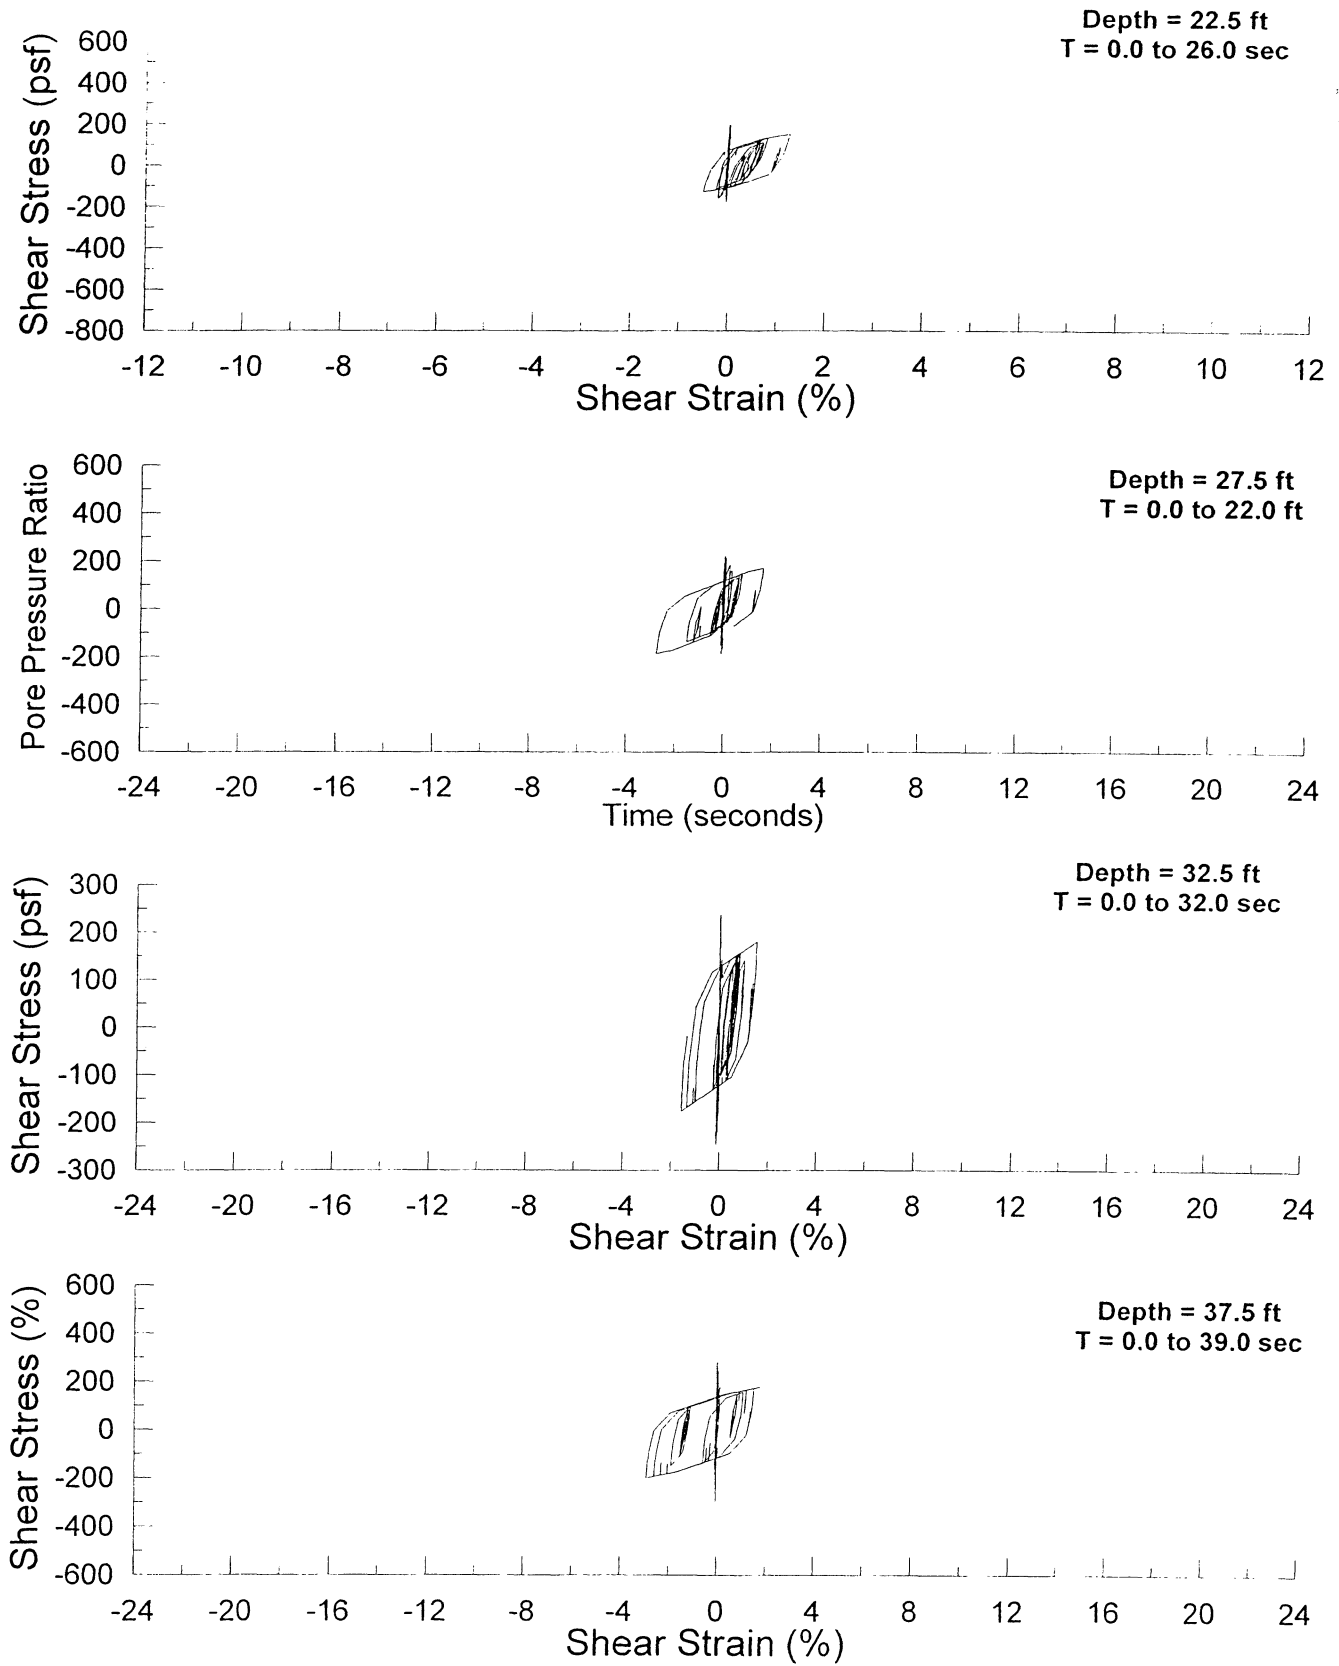 Depth = 22.5 ft
T = 0.0 to 26.0 sec
Shear Stress (psf)
600
400
200
0
-200
-400
-600
-800
-12 -10 -8 -6 -4 -2 0 2 4 6 8 10 12
Shear Strain (%)
Depth = 27.5 ft
T = 0.0 to 22.0 ft
Pore Pressure Ratio
600
400
200
0
-200
-400
-600
-24 -20 -16 -12 -8 -4 0 4 8 12 16 20 24
Time (seconds)
Depth = 32.5 ft
T = 0.0 to 32.0 sec
Shear Stress (psf)
300
200
100
0
-100
-200
-300
-24 -20 -16 -12 -8 -4 0 4 8 12 16 20 24
Shear Strain (%)
Depth = 37.5 ft
T = 0.0 to 39.0 sec
Shear Stress (%)
600
400
200
0
-200
-400
-600
-24 -20 -16 -12 -8 -4 0 4 8 12 16 20 24
Shear Strain (%)